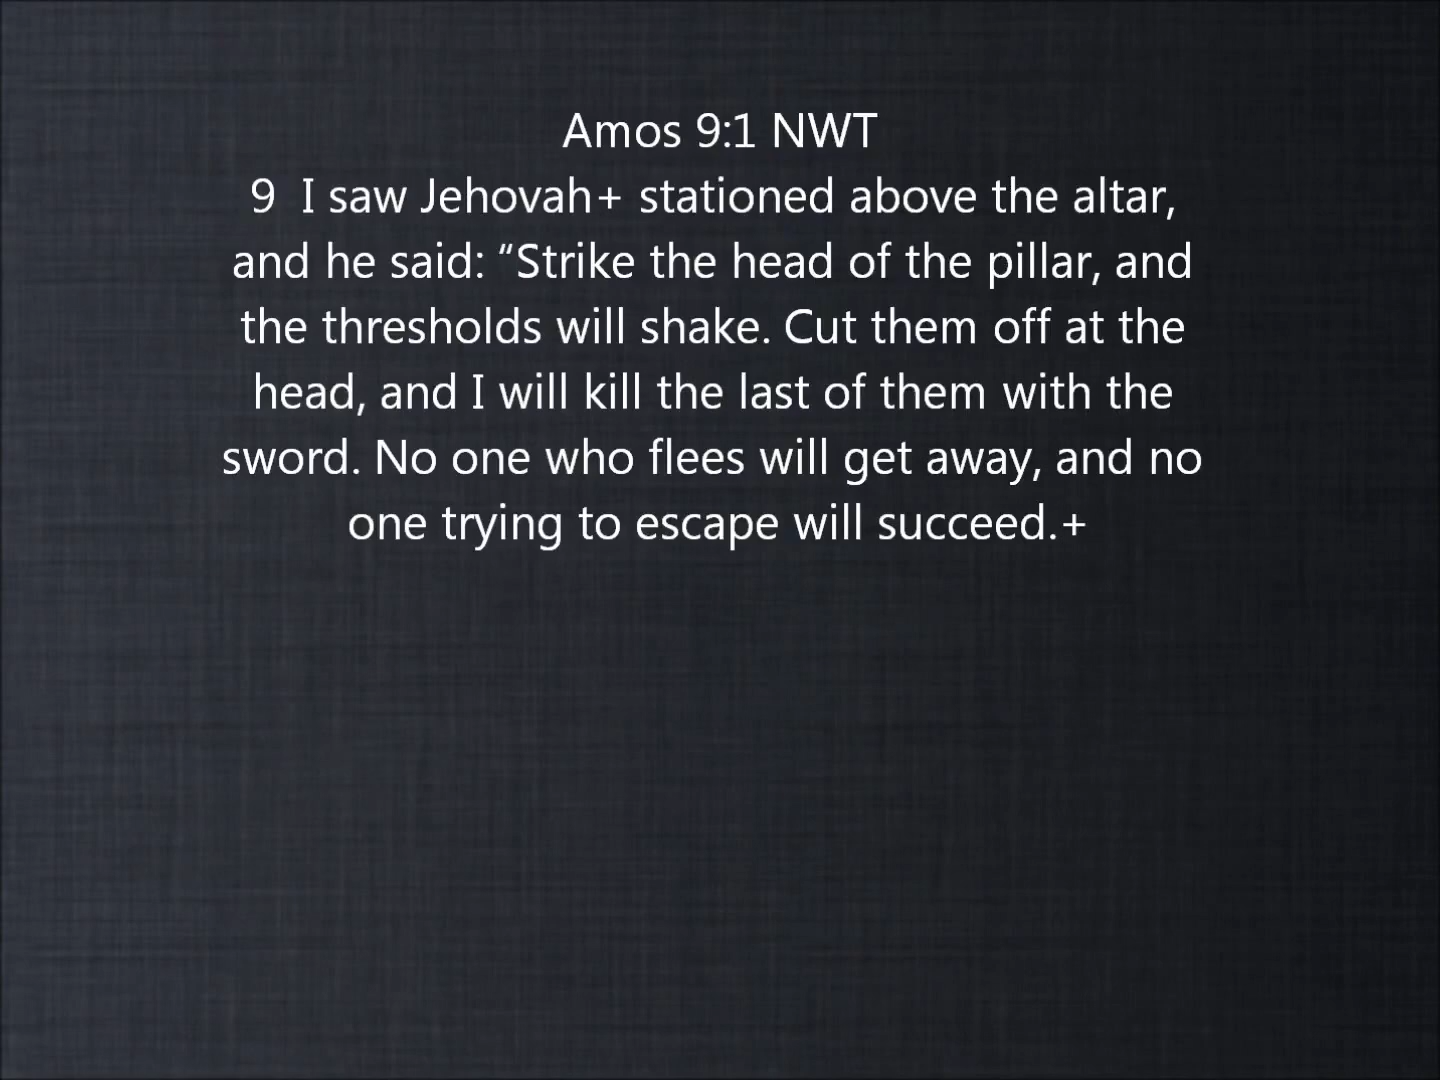 Amos 9:1 NWT
9  I saw Jehovah+ stationed above the altar,
and he said: “Strike the head of the pillar, and
the thresholds will shake. Cut them off at the
head, and I will kill the last of them with the
sword. No one who flees will get away, and no
one trying to escape will succeed.+